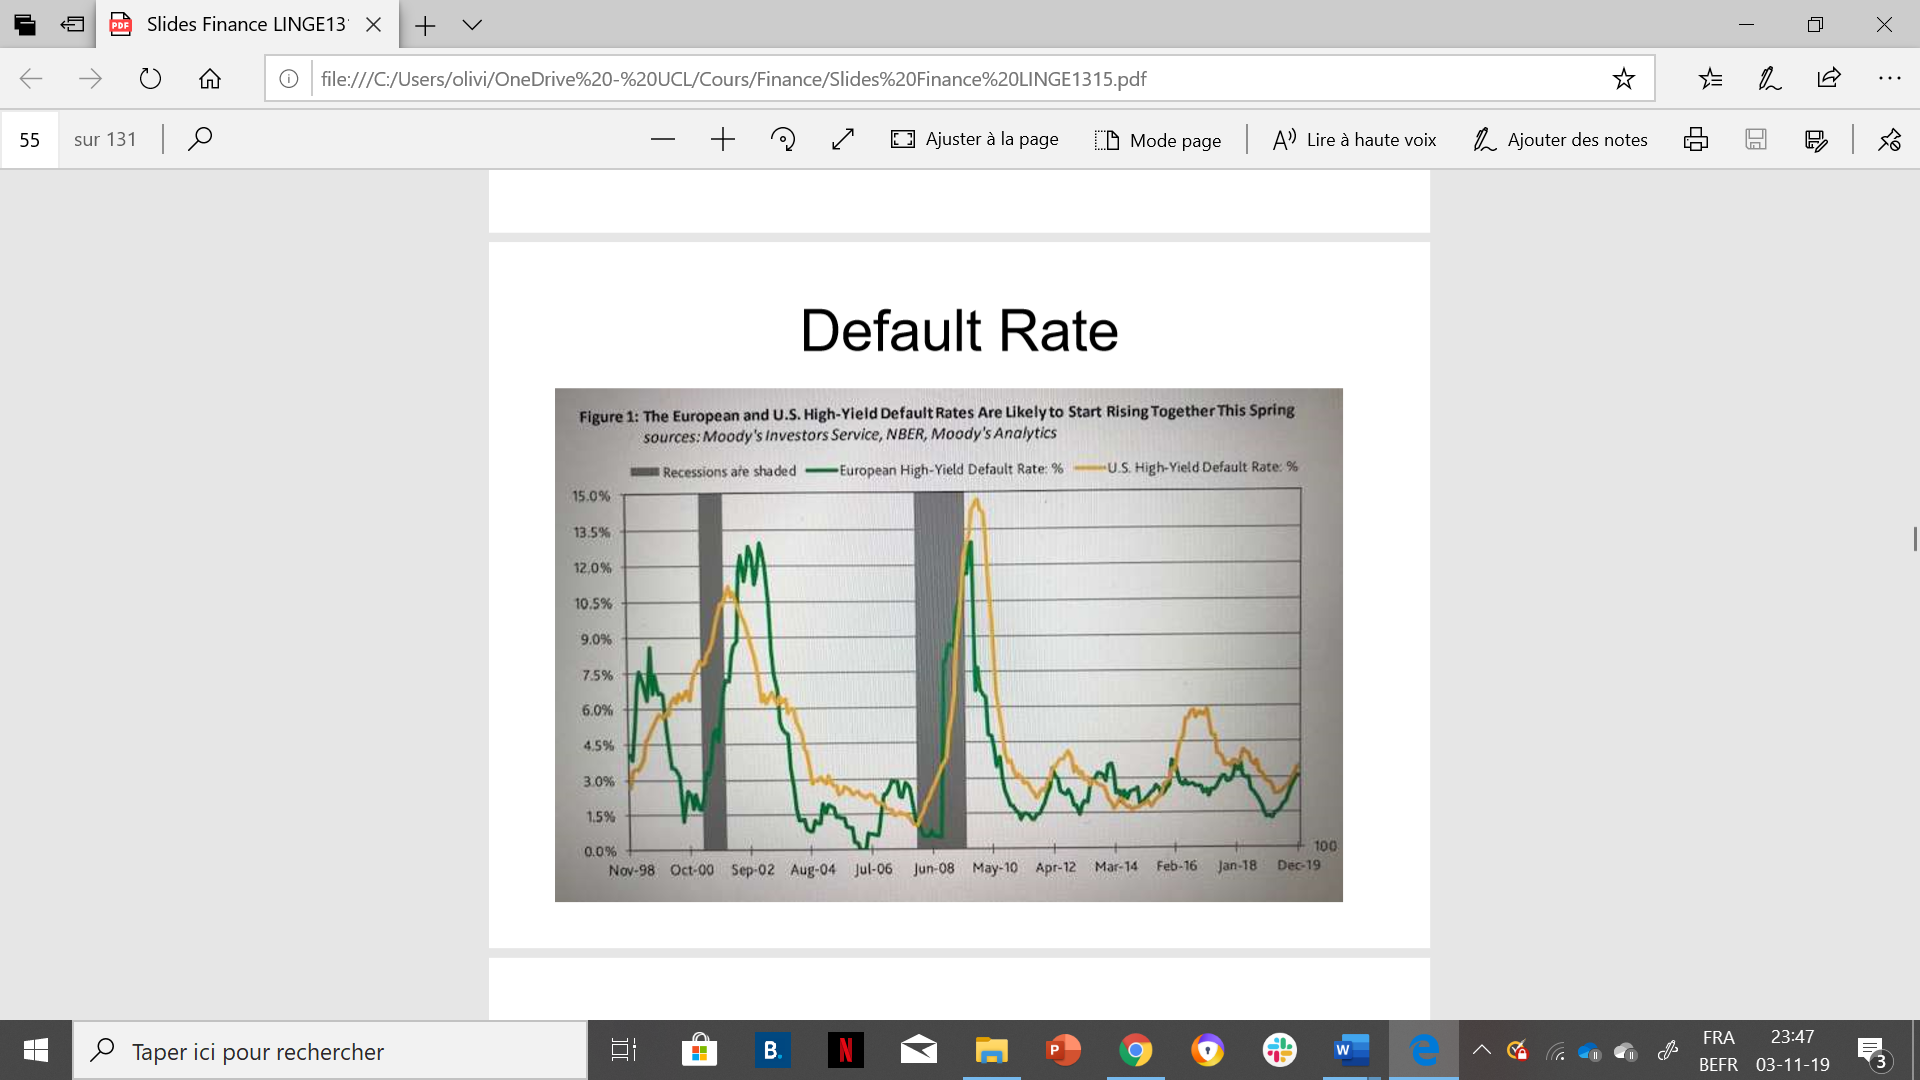 Slides Finance LINGE13
file:///C:/Users/olivi/OneDrive%20-%20UCL/Cours/Finance/Slides%20Finance%20LINGE1315.pdf
55 sur 131
Ajuster à la page
Mode page
Lire à haute voix
Ajouter des notes
Default Rate
Figure 1: The European and U.S. High-Yield Default Rates Are Likely to Start Rising Together This Spring
sources: Moody's Investors Service, NBER, Moody's Analytics
Recessions are shaded
European High-Yield Default Rate: %
U.S. High-Yield Default Rate: %
15.0%
13.5%
12.0%
10.5%
9.0%
7.5%
6.0%
4.5%
3.0%
1.5%
0.0%
100
Nov-98 Oct-00 Sep-02 Aug-04 Jul-06 Jun-08 May-10 Apr-12 Mar-14 Feb-16 Jan-18 Dec-19
Taper ici pour rechercher
FRA
BEFR
23:47
03-11-19
3